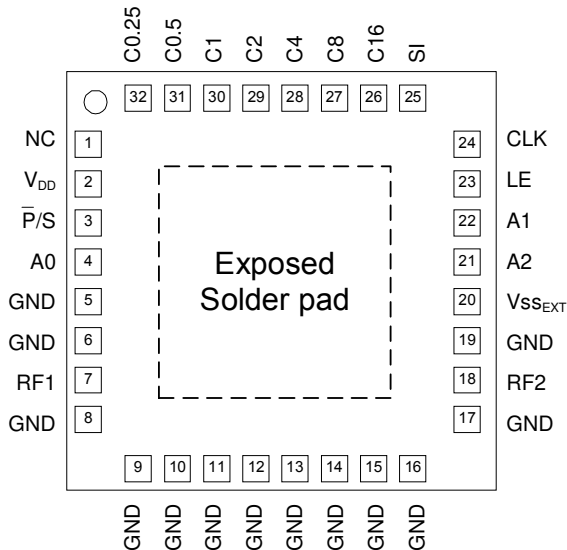 C0.25
C0.5
C1
C2
C4
C8
C16
SI
32
31
30
29
28
27
26
25
NC 1
24 CLK
VDD 2
23 LE
P̅/S 3
22 A1
A0 4
21 A2
GND 5
20 VssEXT
GND 6
19 GND
RF1 7
18 RF2
GND 8
17 GND
Exposed
Solder pad
9
10
11
12
13
14
15
16
GND
GND
GND
GND
GND
GND
GND
GND